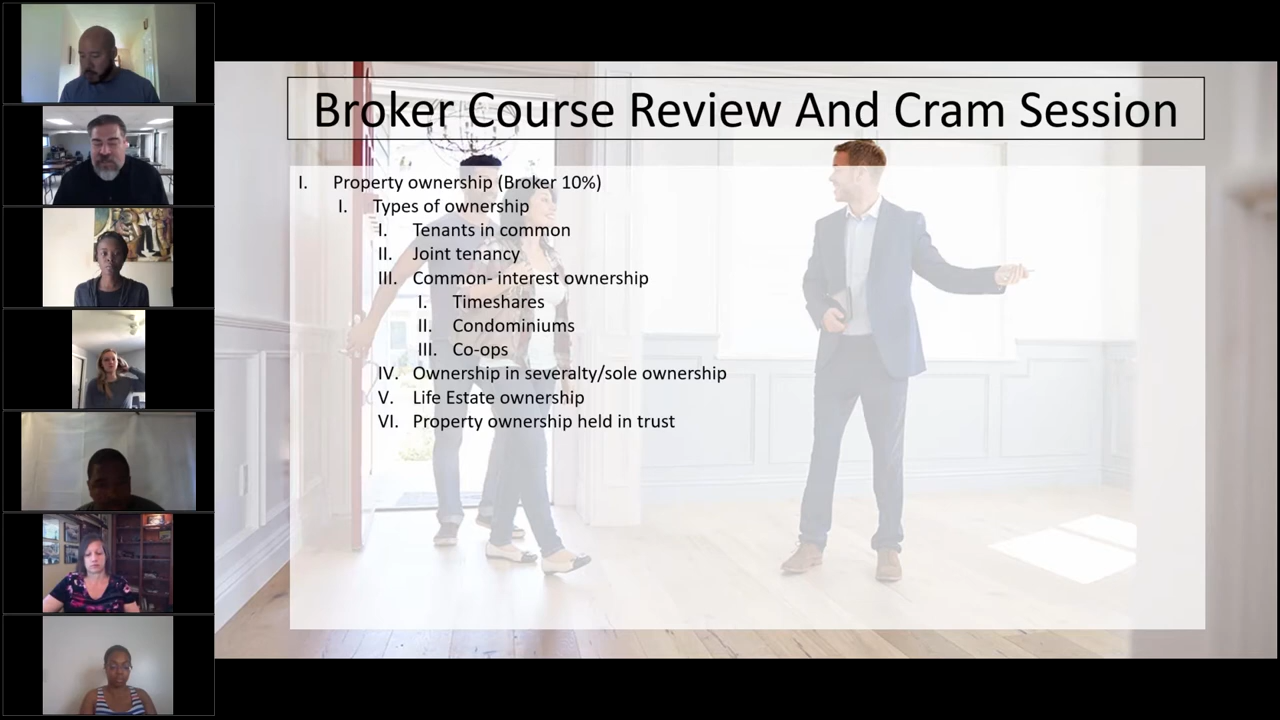 Broker Course Review And Cram Session
I. Property ownership (Broker 10%)
I. Types of ownership
I. Tenants in common
II. Joint tenancy
III. Common- interest ownership
I. Timeshares
II. Condominiums
III. Co-ops
IV. Ownership in severalty/sole ownership
V. Life Estate ownership
VI. Property ownership held in trust